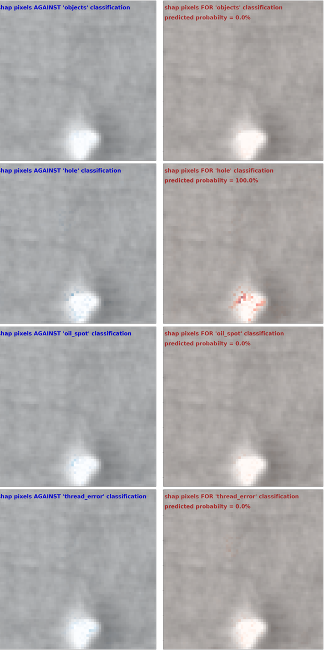 shap pixels AGAINST 'objects' classification
shap pixels FOR 'objects' classification
predicted probabilty = 0.0%
shap pixels AGAINST 'hole' classification
shap pixels FOR 'hole' classification
predicted probabilty = 100.0%
shap pixels AGAINST 'oil_spot' classification
shap pixels FOR 'oil_spot' classification
predicted probabilty = 0.0%
shap pixels AGAINST 'thread_error' classification
shap pixels FOR 'thread_error' classification
predicted probabilty = 0.0%